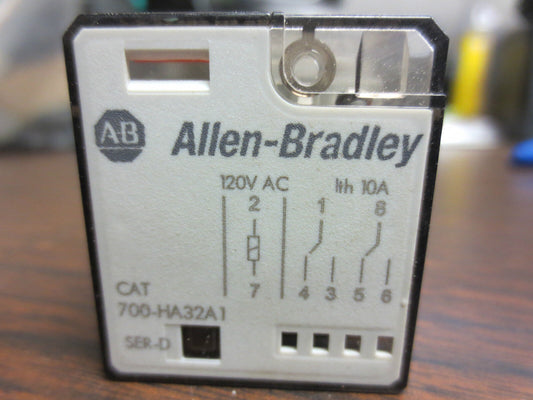 AB Allen-Bradley
120V AC Ith 10A
2 1 8
7 4 3 5 6
CAT
700-HA32A1
SER-D